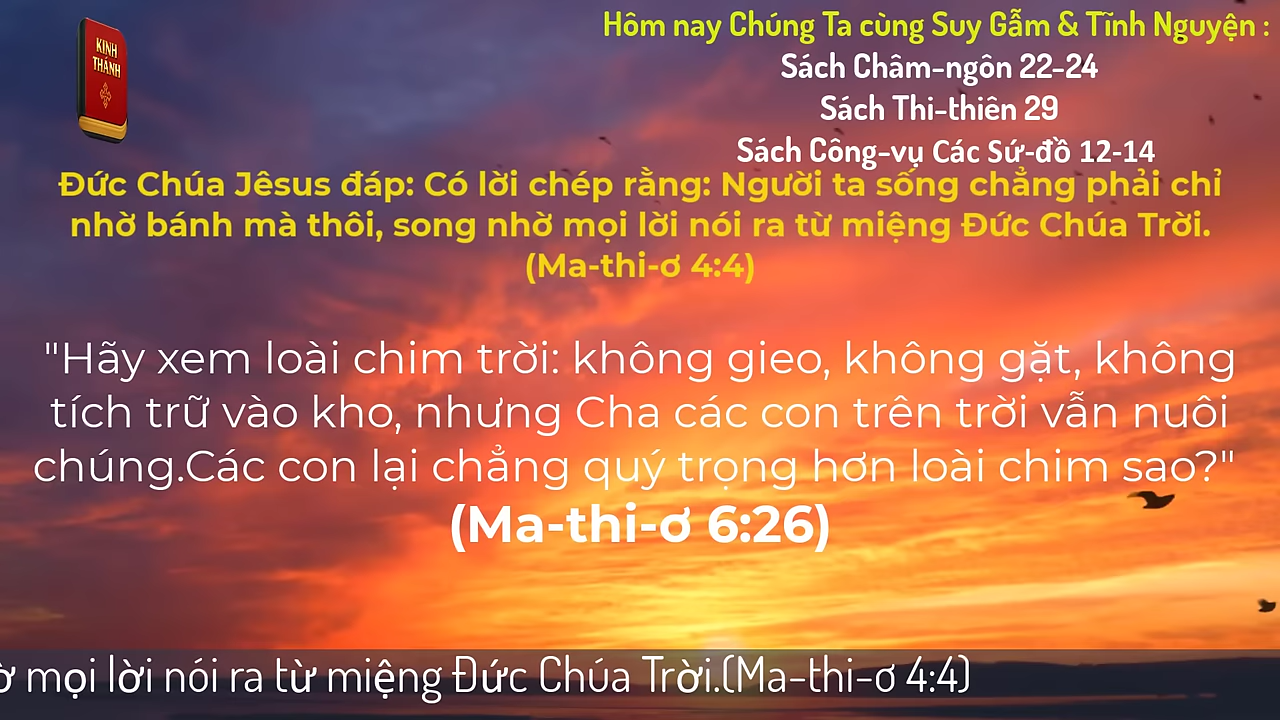 KINH
THÁNH
Hôm nay Chúng Ta cùng Suy Gẫm & Tĩnh Nguyện :
Sách Châm-ngôn 22-24
Sách Thi-thiên 29
Sách Công-vụ Các Sứ-đồ 12-14
Đức Chúa Jêsus đáp: Có lời chép rằng: Người ta sống chẳng phải chỉ
nhờ bánh mà thôi, song nhờ mọi lời nói ra từ miệng Đức Chúa Trời.
(Ma-thi-ơ 4:4)
"Hãy xem loài chim trời: không gieo, không gặt, không
tích trữ vào kho, nhưng Cha các con trên trời vẫn nuôi
chúng.Các con lại chẳng quý trọng hơn loài chim sao?"
(Ma-thi-ơ 6:26)
ờ mọi lời nói ra từ miệng Đức Chúa Trời.(Ma-thi-ơ 4:4)